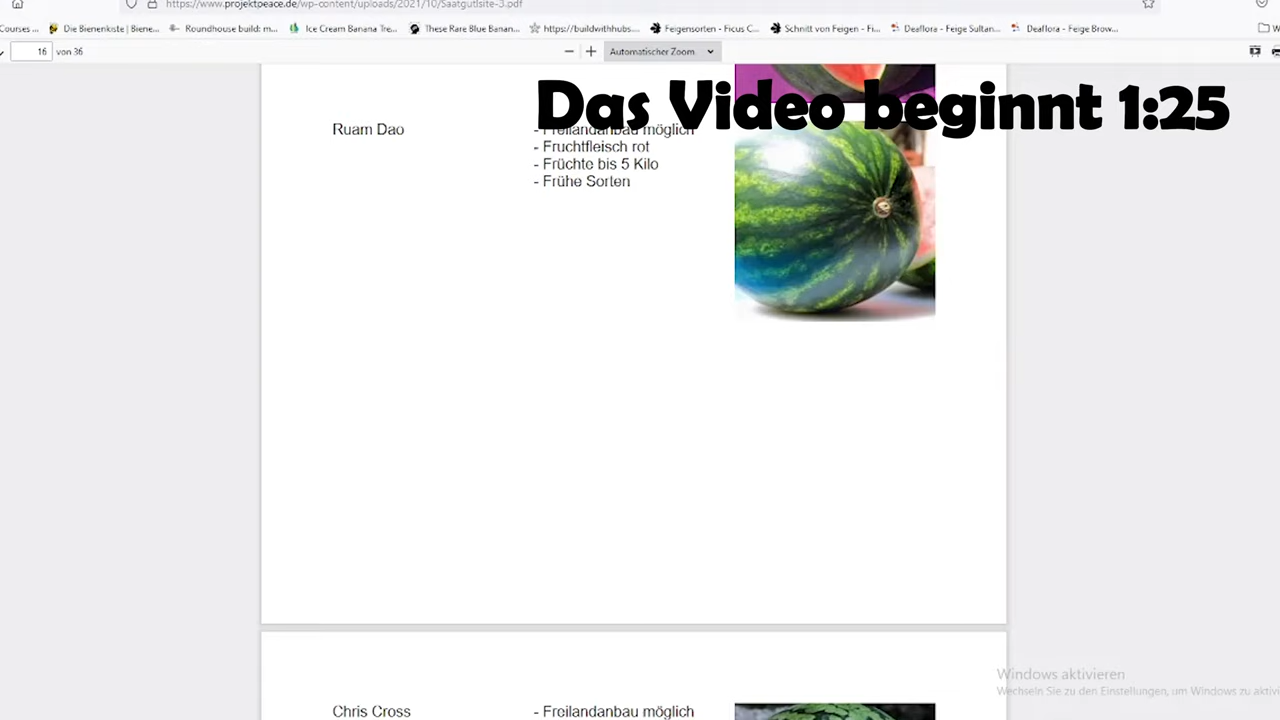 https://www.projektpeace.de/wp-content/uploads/2021/10/Saatgutlsite-3.pdf
Courses ... Die Bienenkiste | Biene... Roundhouse build: m... Ice Cream Banana Tre... These Rare Blue Banan... https://buildwithhubs.... Feigensorten - Ficus C... Schnitt von Feigen - Fi... Deaflora - Feige Sultan... Deaflora - Feige Brow...
16 von 36 Automatischer Zoom
Das Video beginnt 1:25
Ruam Dao
- Freilandanbau möglich
- Fruchtfleisch rot
- Früchte bis 5 Kilo
- Frühe Sorten
Windows aktivieren
Wechseln Sie zu den Einstellungen, um Windows zu aktivi
Chris Cross
- Freilandanbau möglich